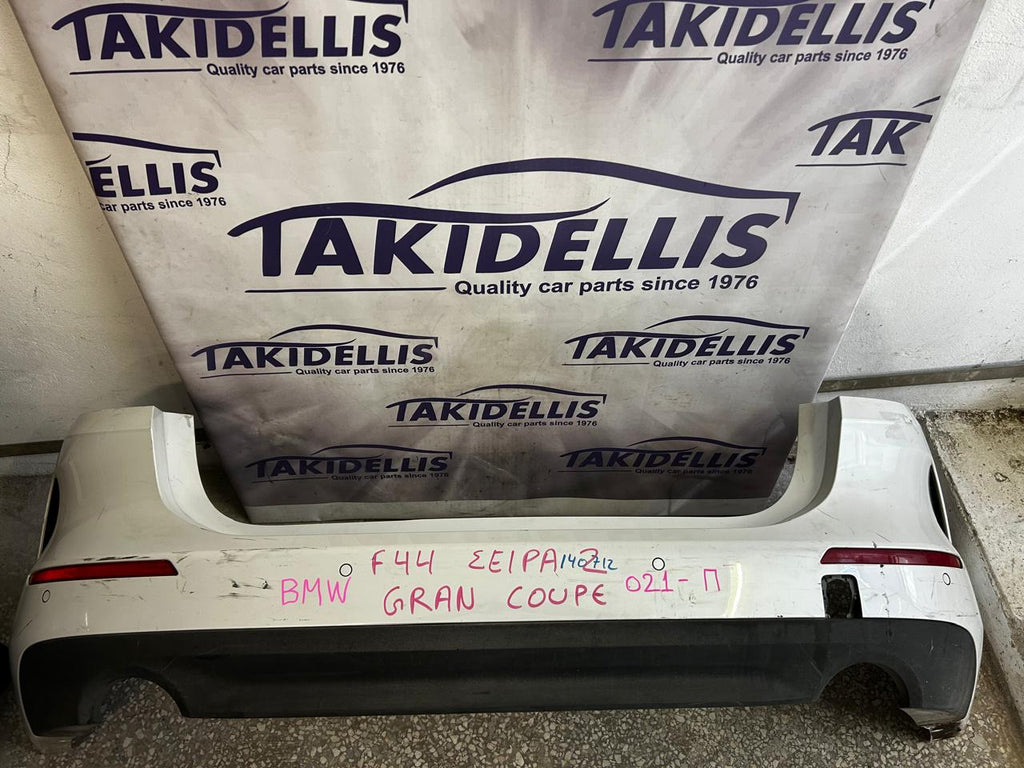 TAKIDELLIS
Quality car parts since 1976
TAKIDELLIS
Quality car parts since 1976
TAK
ELLIS
car parts since 1976
TAKIDELLIS
Quality car parts since 1976
TAKIDELLIS
Quality car parts since 1976
TAKIDELLIS
Quality car parts since 1976
TAKIDELLIS
Quality car parts since 1976
TAKIDELLIS
Quality car parts since 1976
TAKIDELLIS
Quality car parts since 1976
F44 ΣΕΙΡΑ 2
140712
BMW GRAN COUPE 021-Π